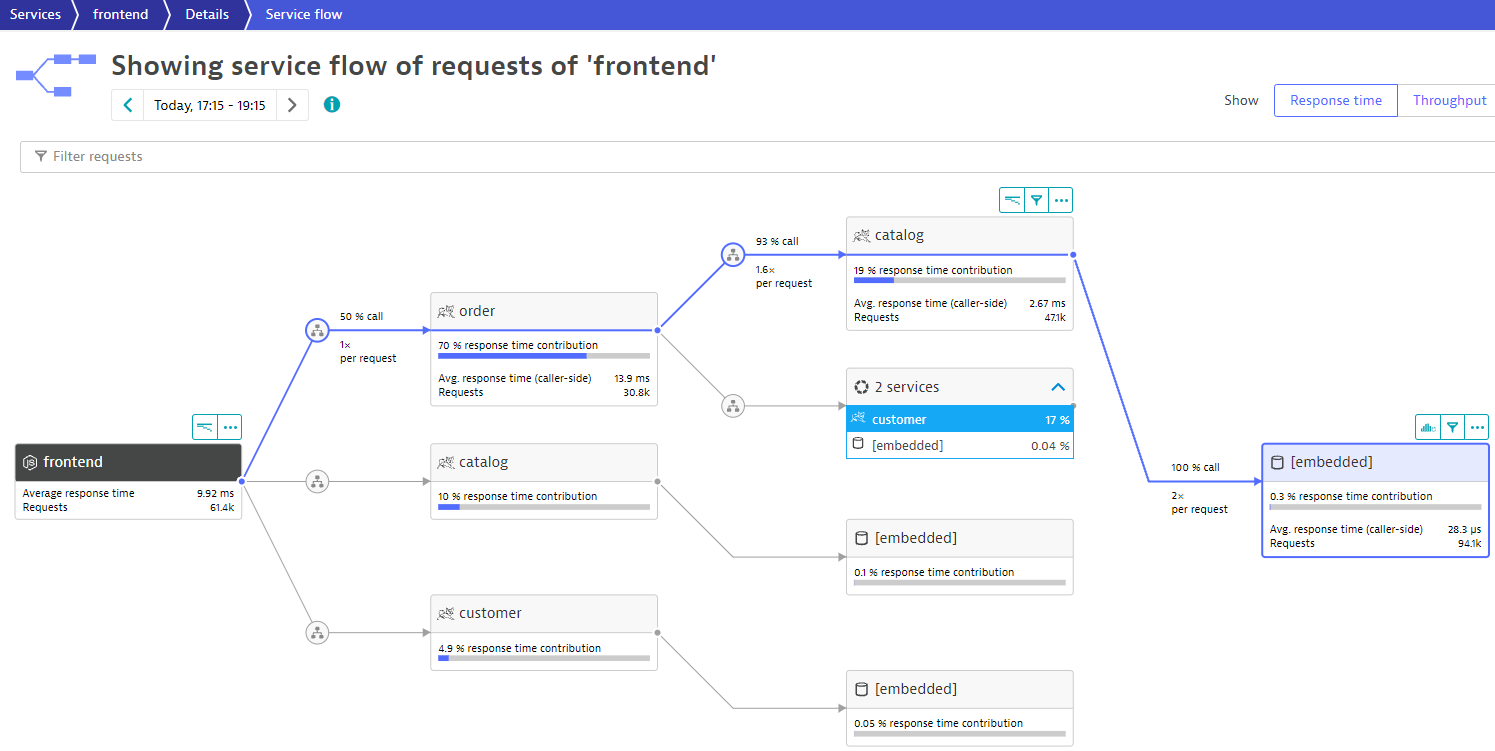 Services
frontend
Details
Service flow
Showing service flow of requests of 'frontend'
Today, 17:15 - 19:15
i
Show
Response time
Throughput
Filter requests
frontend
Average response time 9.92 ms
Requests 61.4k
50 % call
1×
per request
order
70 % response time contribution
Avg. response time (caller-side) 13.9 ms
Requests 30.8k
catalog
10 % response time contribution
customer
4.9 % response time contribution
93 % call
1.6×
per request
catalog
19 % response time contribution
Avg. response time (caller-side) 2.67 ms
Requests 47.1k
2 services
customer 17 %
[embedded] 0.04 %
[embedded]
0.1 % response time contribution
[embedded]
0.05 % response time contribution
100 % call
2×
per request
[embedded]
0.3 % response time contribution
Avg. response time (caller-side) 28.3 µs
Requests 94.1k